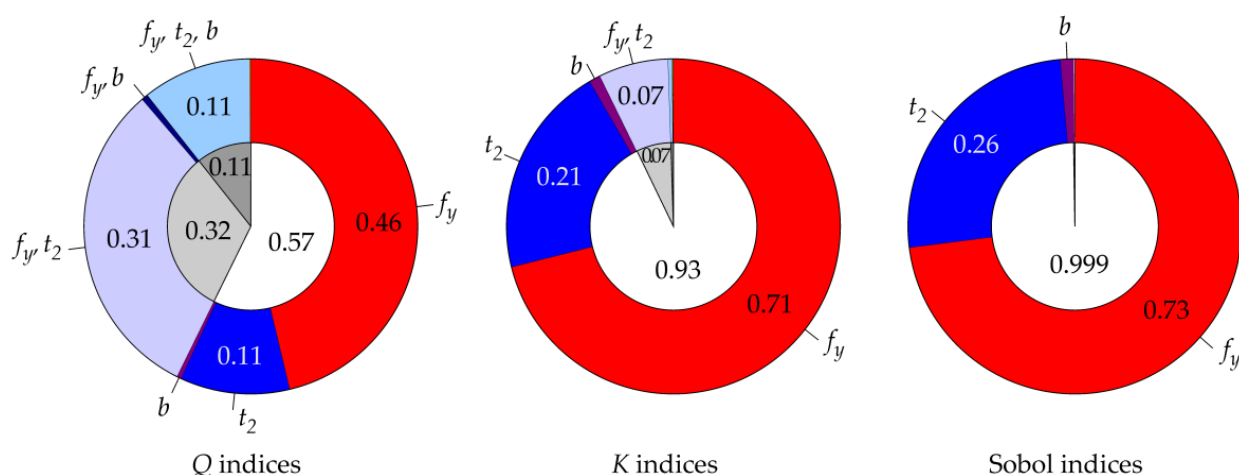 f_y, t_2, b
f_y, b
0.11
0.11
f_y, t_2
0.31
0.32
0.57
0.46
f_y
0.11
b
t_2
Q indices
f_y, t_2
b
0.07
0.07
t_2
0.21
0.93
0.71
f_y
K indices
b
t_2
0.26
0.999
0.73
f_y
Sobol indices